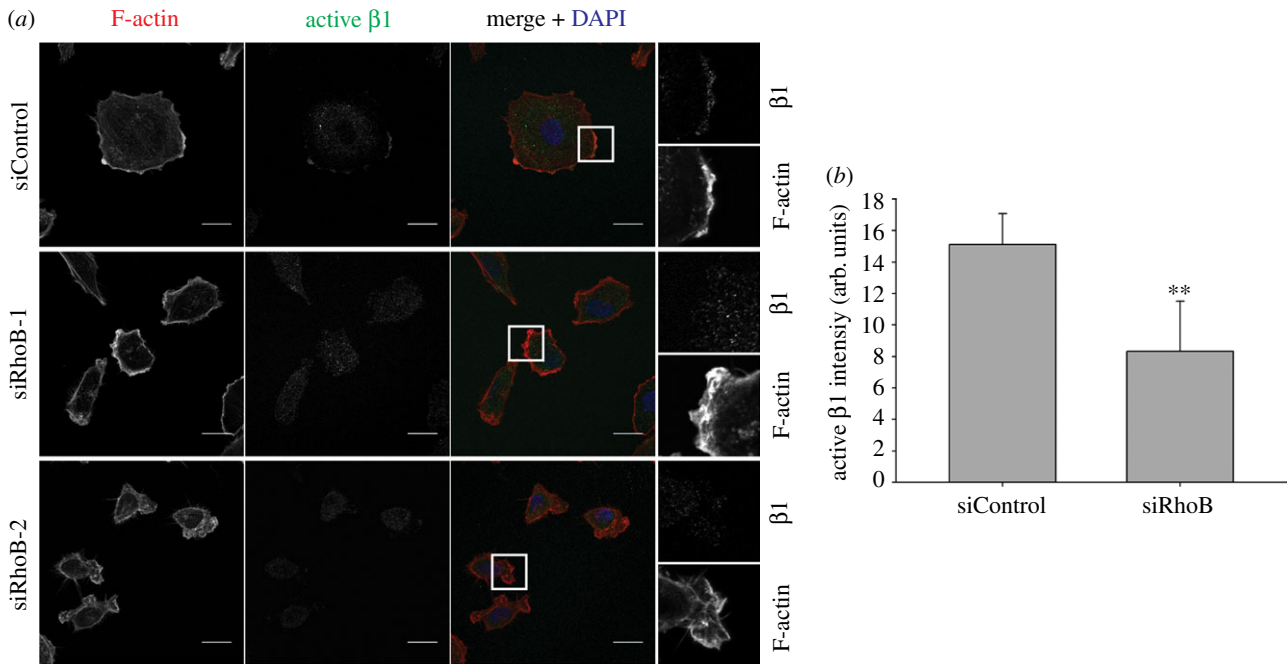 (a)
F-actin
active β1
merge + DAPI
siControl
β1
F-actin
siRhoB-1
β1
F-actin
siRhoB-2
β1
F-actin
(b)
active β1 intensiy (arb. units)
18
16
14
12
10
8
6
4
2
0
**
siControl
siRhoB